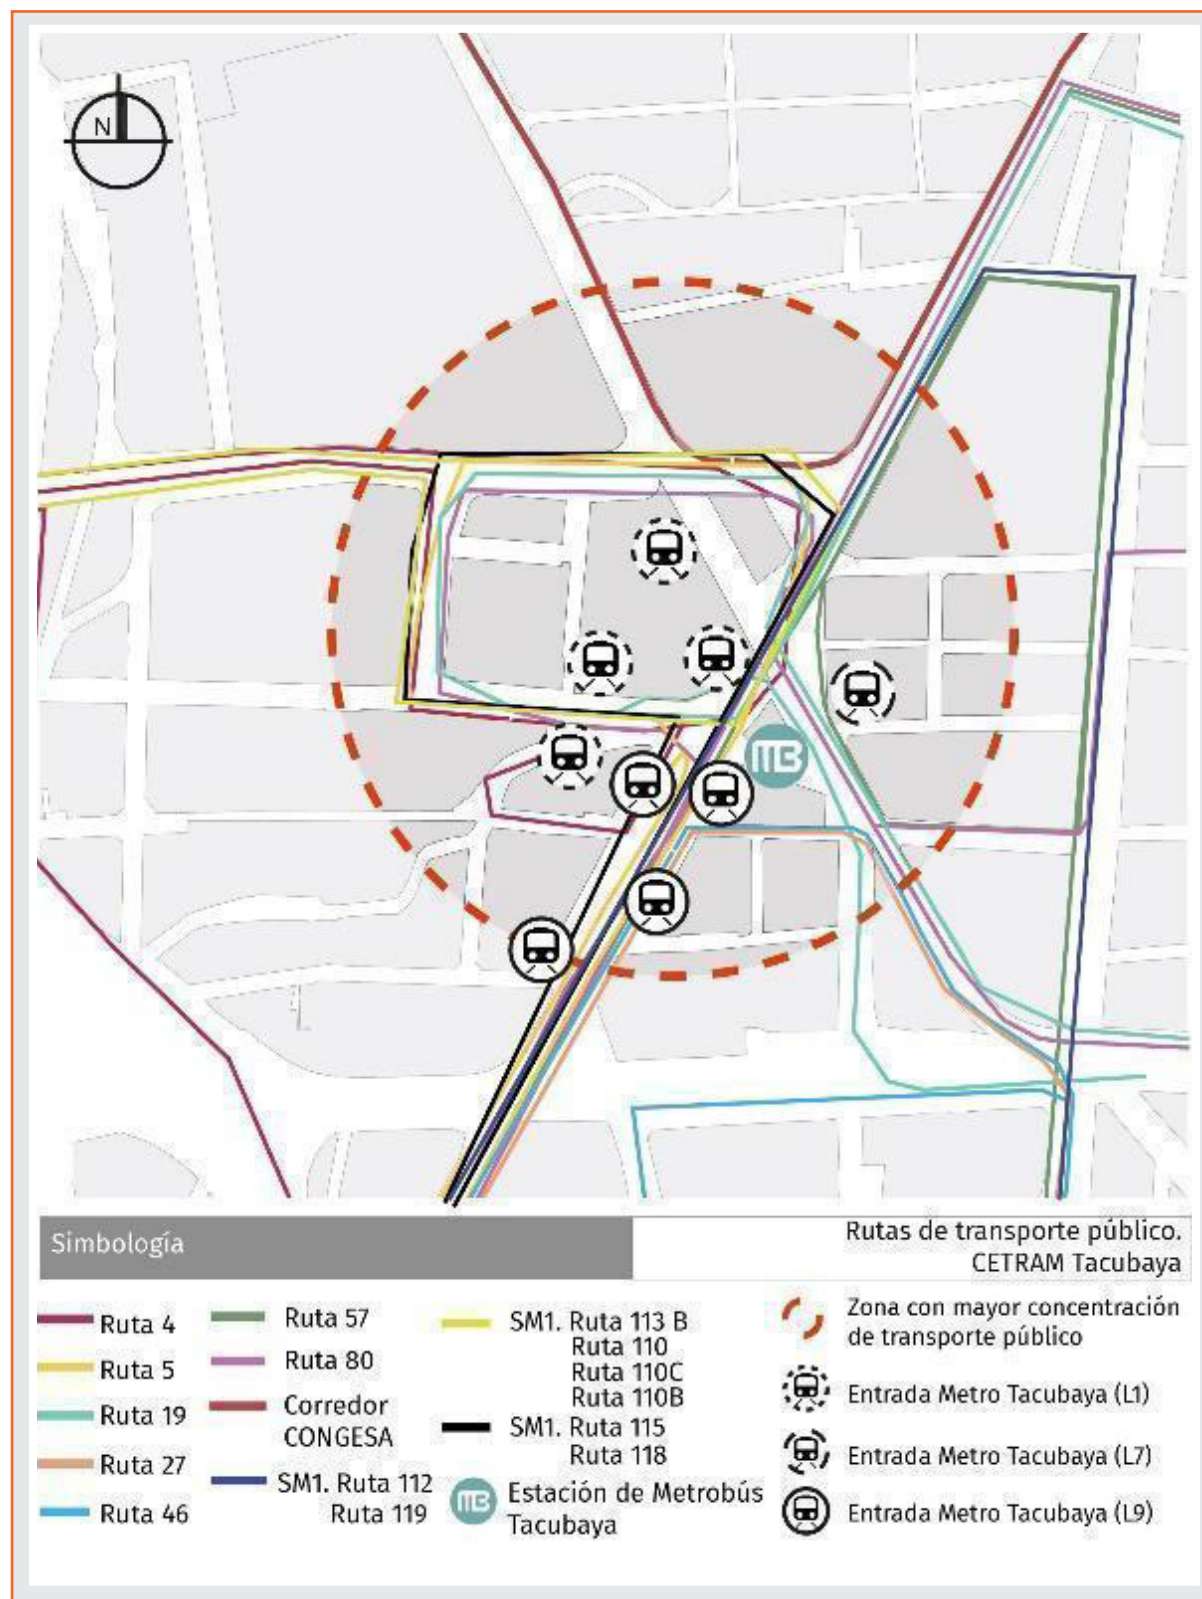 N
MB
Simbología
Rutas de transporte público.
CETRAM Tacubaya
Ruta 4
Ruta 5
Ruta 19
Ruta 27
Ruta 46
Ruta 57
Ruta 80
Corredor
CONGESA
SM1. Ruta 112
Ruta 119
SM1. Ruta 113 B
Ruta 110
Ruta 110C
Ruta 110B
SM1. Ruta 115
Ruta 118
MB
Estación de Metrobús
Tacubaya
Zona con mayor concentración
de transporte público
Entrada Metro Tacubaya (L1)
Entrada Metro Tacubaya (L7)
Entrada Metro Tacubaya (L9)